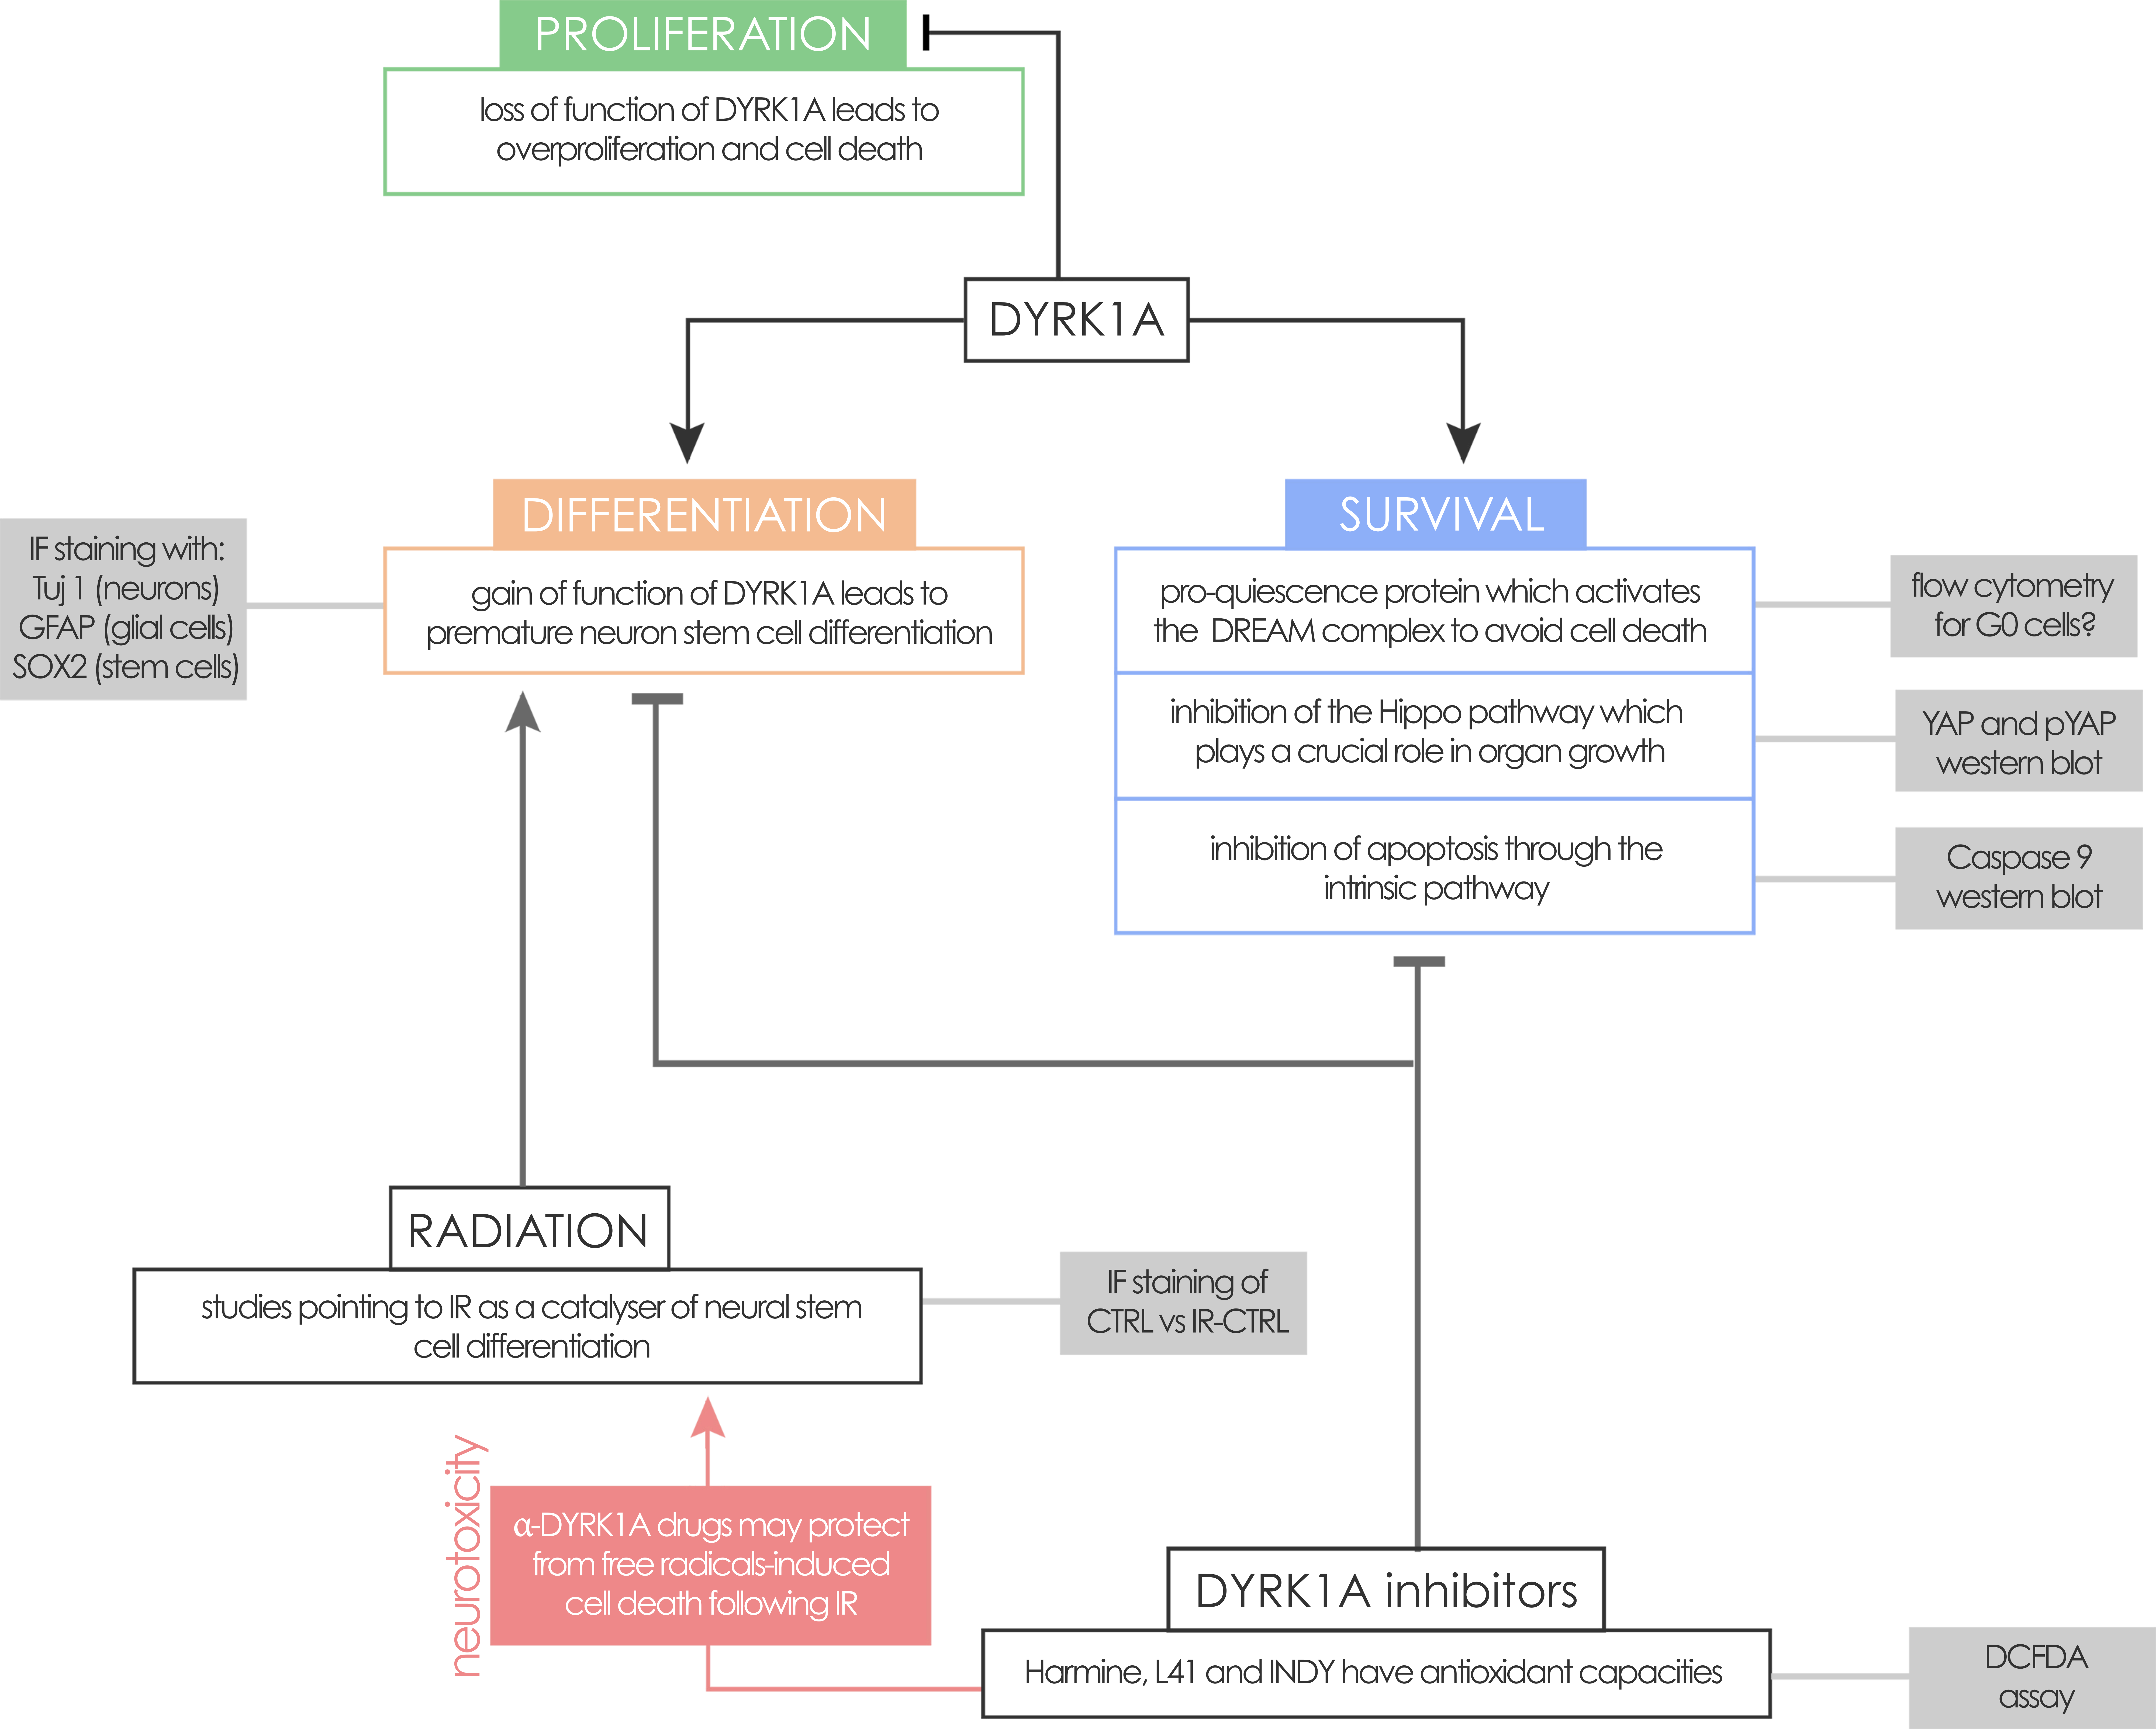 PROLIFERATION
loss of function of DYRK1A leads to
overproliferation and cell death
DYRK1A
DIFFERENTIATION
gain of function of DYRK1A leads to
premature neuron stem cell differentiation
IF staining with:
Tuj 1 (neurons)
GFAP (glial cells)
SOX2 (stem cells)
SURVIVAL
pro-quiescence protein which activates
the DREAM complex to avoid cell death
flow cytometry
for G0 cells?
inhibition of the Hippo pathway which
plays a crucial role in organ growth
YAP and pYAP
western blot
inhibition of apoptosis through the
intrinsic pathway
Caspase 9
western blot
RADIATION
studies pointing to IR as a catalyser of neural stem
cell differentiation
IF staining of
CTRL vs IR-CTRL
neurotoxicity
α-DYRK1A drugs may protect
from free radicals-induced
cell death following IR
DYRK1A inhibitors
Harmine, L41 and INDY have antioxidant capacities
DCFDA
assay